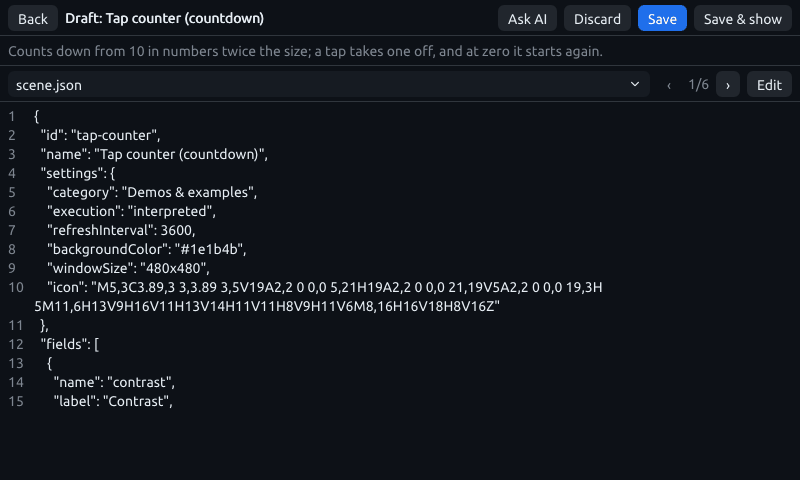 Back Draft: Tap counter (countdown) Ask AI Discard Save Save & show
Counts down from 10 in numbers twice the size; a tap takes one off, and at zero it starts again.
scene.json ‹ 1/6 › Edit
1 {
2 "id": "tap-counter",
3 "name": "Tap counter (countdown)",
4 "settings": {
5 "category": "Demos & examples",
6 "execution": "interpreted",
7 "refreshInterval": 3600,
8 "backgroundColor": "#1e1b4b",
9 "windowSize": "480x480",
10 "icon": "M5,3C3.89,3 3,3.89 3,5V19A2,2 0 0,0 5,21H19A2,2 0 0,0 21,19V5A2,2 0 0,0 19,3H
5M11,6H13V9H16V11H13V14H11V11H8V9H11V6M8,16H16V18H8V16Z"
11 },
12 "fields": [
13 {
14 "name": "contrast",
15 "label": "Contrast",